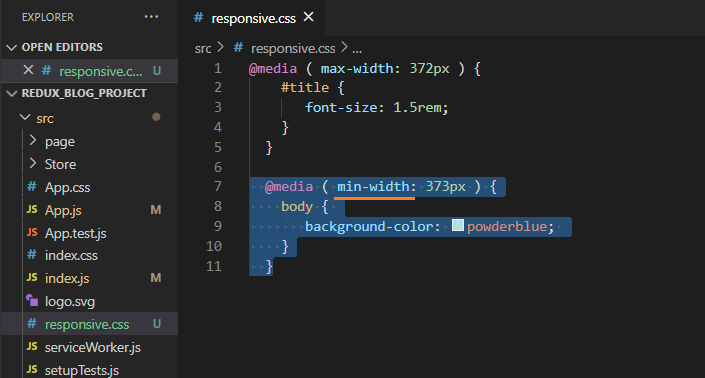 EXPLORER
OPEN EDITORS
# responsive.c... U
REDUX_BLOG_PROJECT
src
page
Store
# App.css
JS App.js M
JS App.test.js
# index.css
JS index.js M
logo.svg
# responsive.css U
JS serviceWorker.js
JS setupTests.js
# responsive.css
src > # responsive.css > ...
1 @media ( max-width: 372px ) {
2 #title {
3 font-size: 1.5rem;
4 }
5 }
6
7 @media ( min-width: 373px ) {
8 body {
9 background-color: powderblue;
10 }
11 }